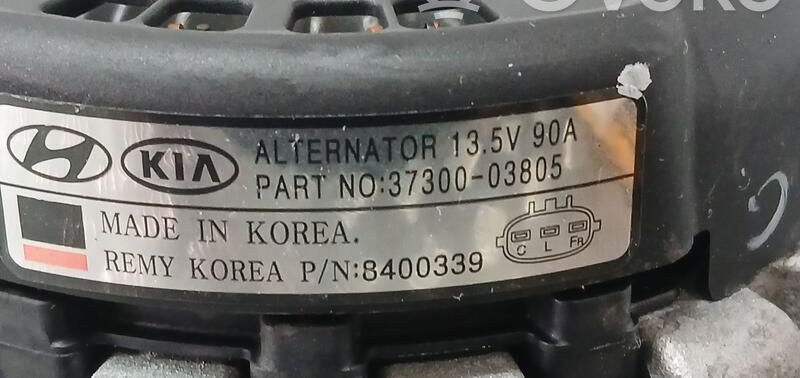 KIA
ALTERNATOR 13.5V 90A
PART NO:37300-03805
MADE IN KOREA.
REMY KOREA P/N:8400339
C L FR